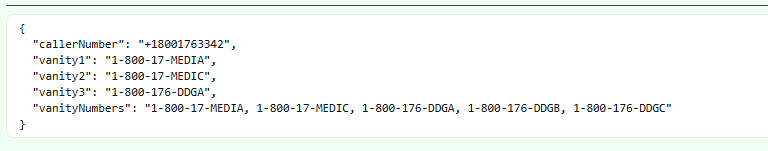 {
"callerNumber": "+18001763342",
"vanity1": "1-800-17-MEDIA",
"vanity2": "1-800-17-MEDIC",
"vanity3": "1-800-176-DDGA",
"vanityNumbers": "1-800-17-MEDIA, 1-800-17-MEDIC, 1-800-176-DDGA, 1-800-176-DDGB, 1-800-176-DDGC"
}